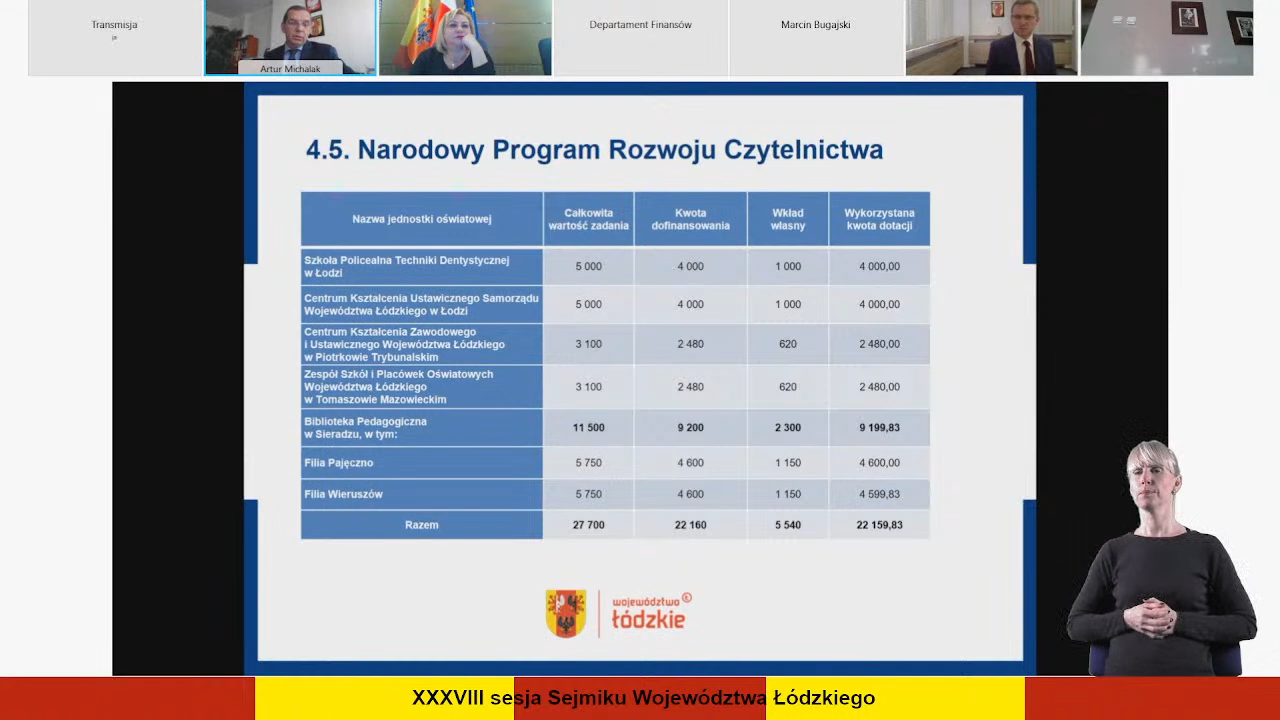 Transmisja
Artur Michalak
Departament Finansów
Marcin Bugajski
4.5. Narodowy Program Rozwoju Czytelnictwa
Nazwa jednostki oświatowej
Całkowita
wartość zadania
Kwota
dofinansowania
Wkład
własny
Wykorzystana
kwota dotacji
Szkoła Policealna Techniki Dentystycznej
w Łodzi
5 000
4 000
1 000
4 000,00
Centrum Kształcenia Ustawicznego Samorządu
Województwa Łódzkiego w Łodzi
5 000
4 000
1 000
4 000,00
Centrum Kształcenia Zawodowego
i Ustawicznego Województwa Łódzkiego
w Piotrkowie Trybunalskim
3 100
2 480
620
2 480,00
Zespół Szkół i Placówek Oświatowych
Województwa Łódzkiego
w Tomaszowie Mazowieckim
3 100
2 480
620
2 480,00
Biblioteka Pedagogiczna
w Sieradzu, w tym:
11 500
9 200
2 300
9 199,83
Filia Pajęczno
5 750
4 600
1 150
4 600,00
Filia Wieruszów
5 750
4 600
1 150
4 599,83
Razem
27 700
22 160
5 540
22 159,83
województwo
łódzkie
XXXVIII sesja Sejmiku Województwa Łódzkiego